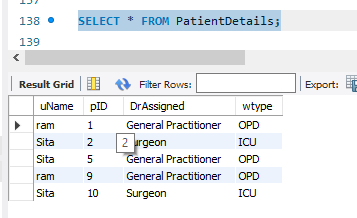 138 SELECT * FROM PatientDetails;
139
Result Grid Filter Rows: Export:
uName pID DrAssigned wtype
ram 1 General Practitioner OPD
Sita 2 2 urgeon ICU
Sita 5 General Practitioner OPD
ram 9 General Practitioner OPD
Sita 10 Surgeon ICU